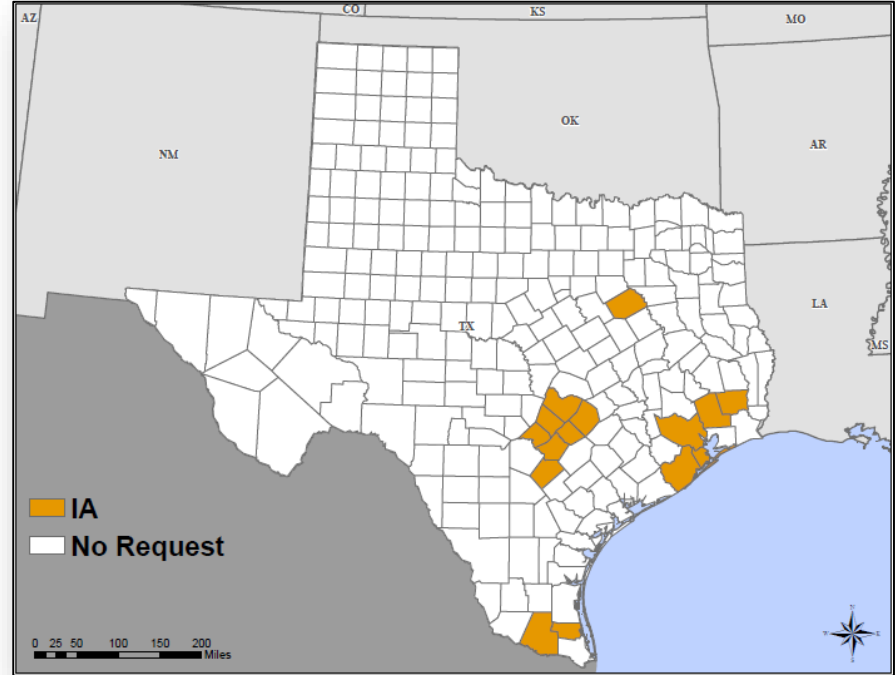 AZ
CO
KS
MO
OK
NM
AR
TX
LA
MS
IA
No Request
0 25 50 100 150 200
Miles
N
W E
S